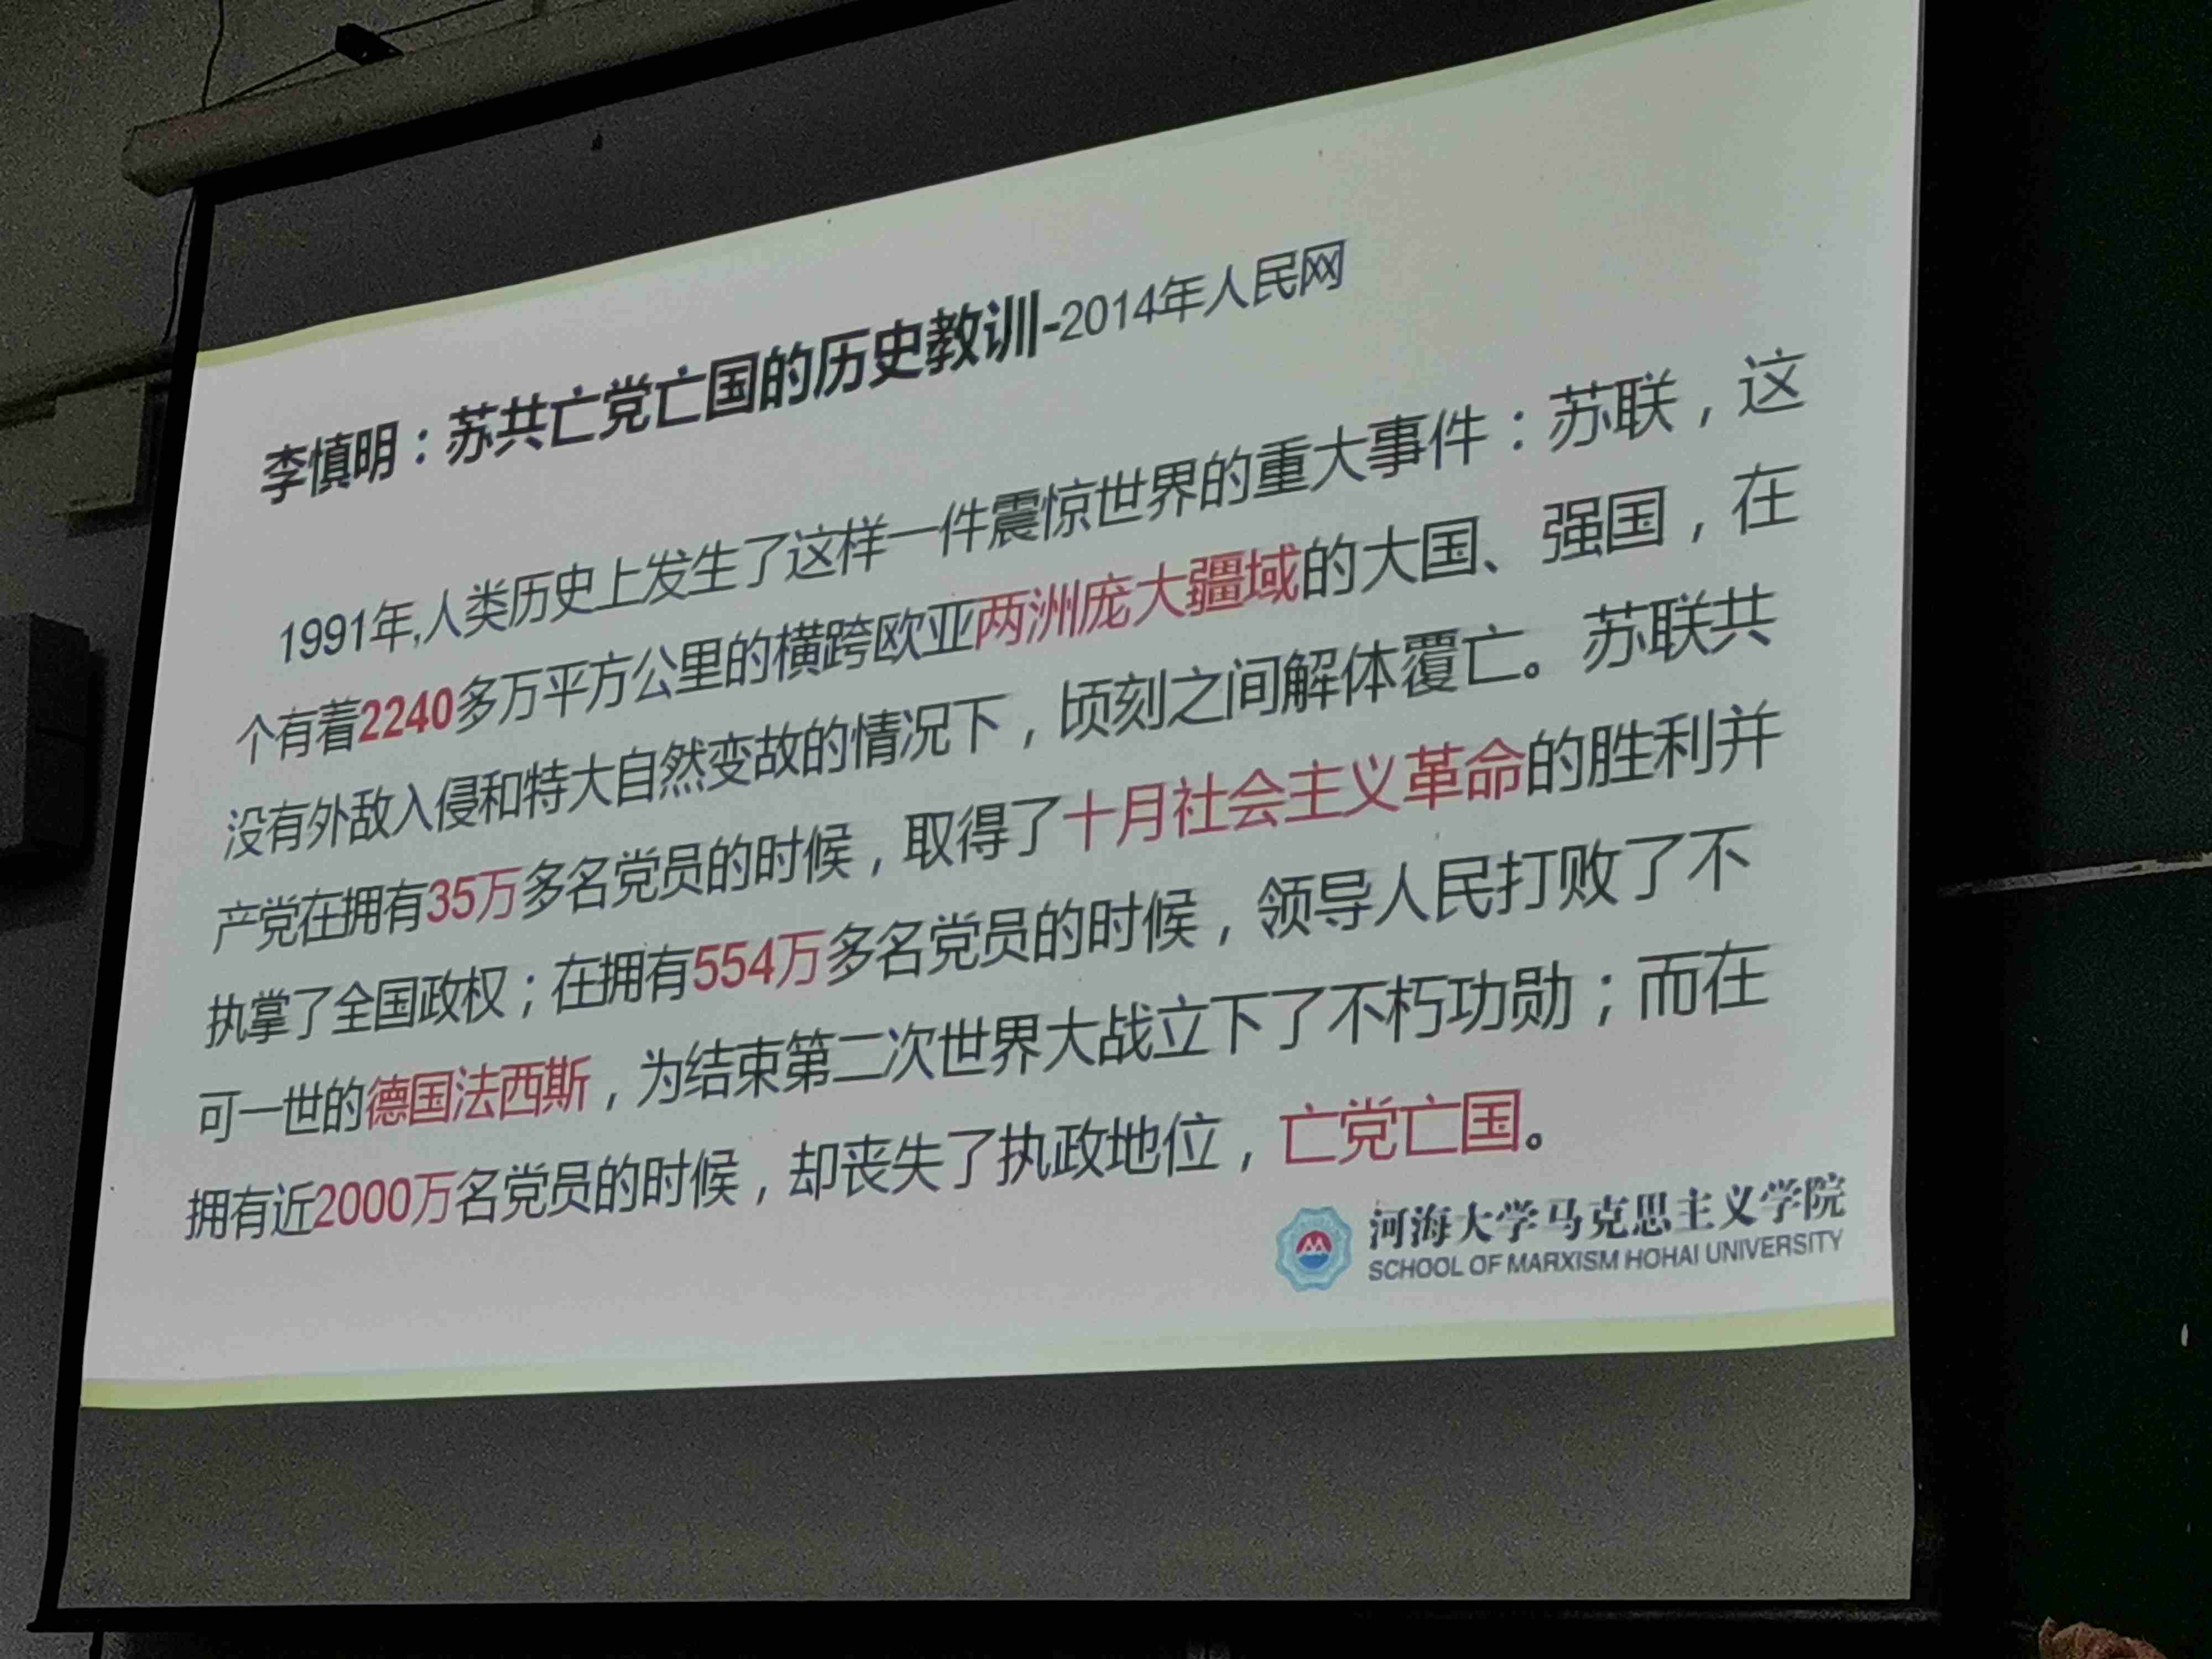 李慎明：苏共亡党亡国的历史教训-2014年人民网
1991年,人类历史上发生了这样一件震惊世界的重大事件：苏联，这
个有着2240多万平方公里的横跨欧亚两洲庞大疆域的大国、强国，在
没有外敌入侵和特大自然变故的情况下，顷刻之间解体覆亡。苏联共
产党在拥有35万多名党员的时候，取得了十月社会主义革命的胜利并
执掌了全国政权；在拥有554万多名党员的时候，领导人民打败了不
可一世的德国法西斯，为结束第二次世界大战立下了不朽功勋；而在
拥有近2000万名党员的时候，却丧失了执政地位，亡党亡国。
河海大学马克思主义学院
SCHOOL OF MARXISM HOHAI UNIVERSITY